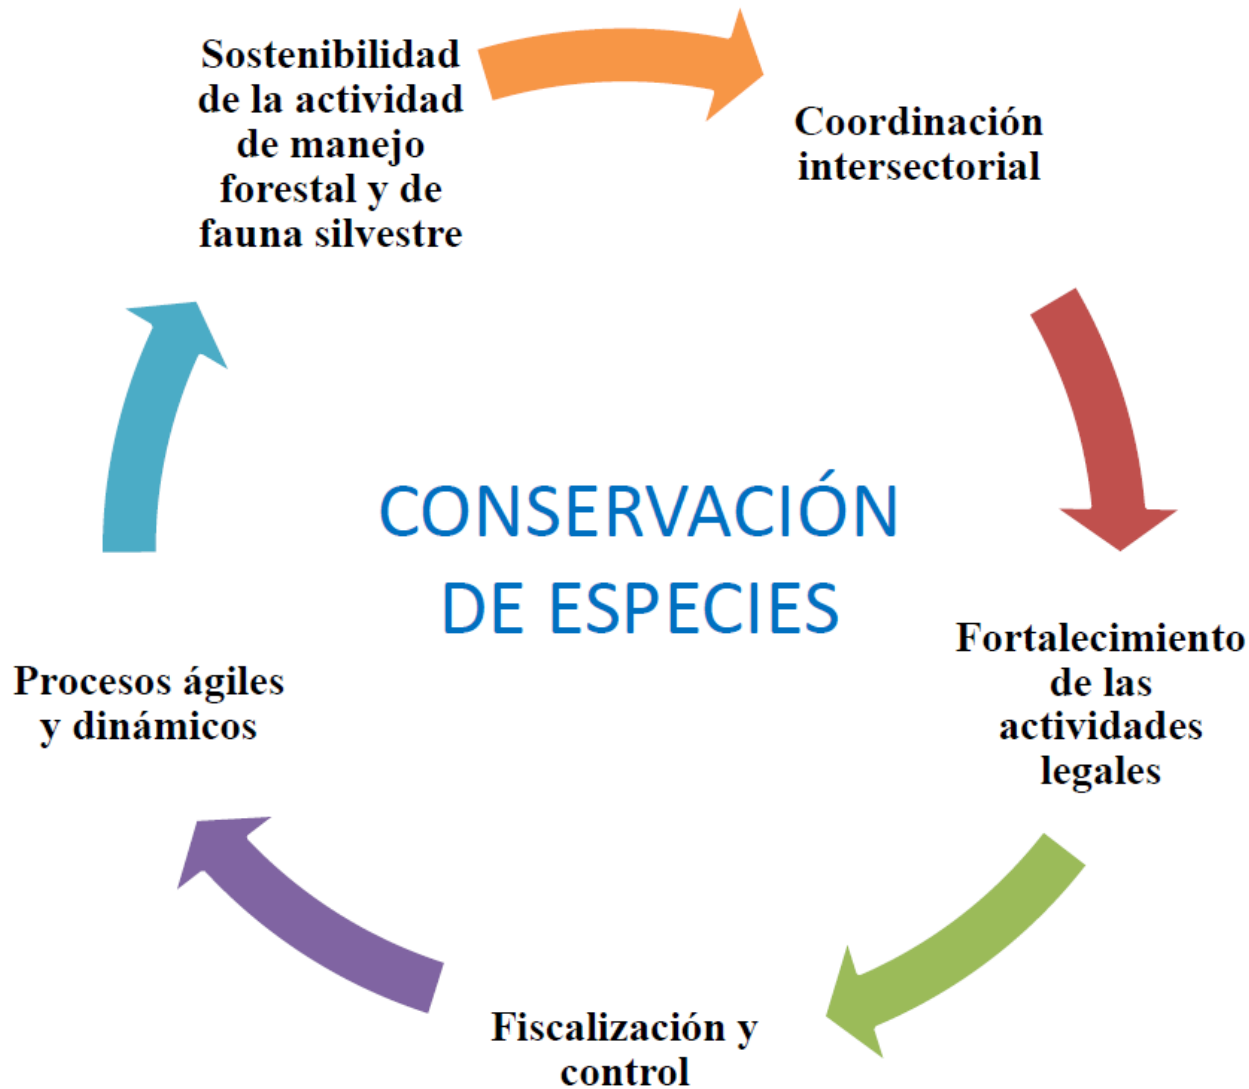 Sostenibilidad
de la actividad
de manejo
forestal y de
fauna silvestre
Coordinación
intersectorial
CONSERVACIÓN
DE ESPECIES
Fortalecimiento
de las
actividades
legales
Procesos ágiles
y dinámicos
Fiscalización y
control